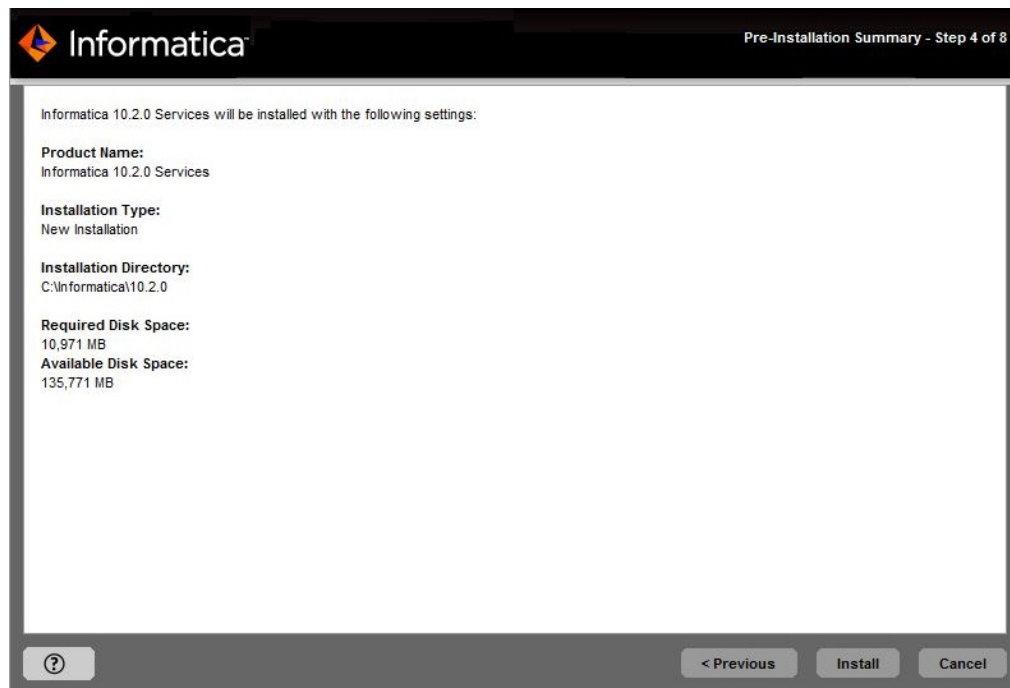 Informatica
Pre-Installation Summary - Step 4 of 8
Informatica 10.2.0 Services will be installed with the following settings:
Product Name:
Informatica 10.2.0 Services
Installation Type:
New Installation
Installation Directory:
C:\Informatica\10.2.0
Required Disk Space:
10,971 MB
Available Disk Space:
135,771 MB
?
< Previous
Install
Cancel